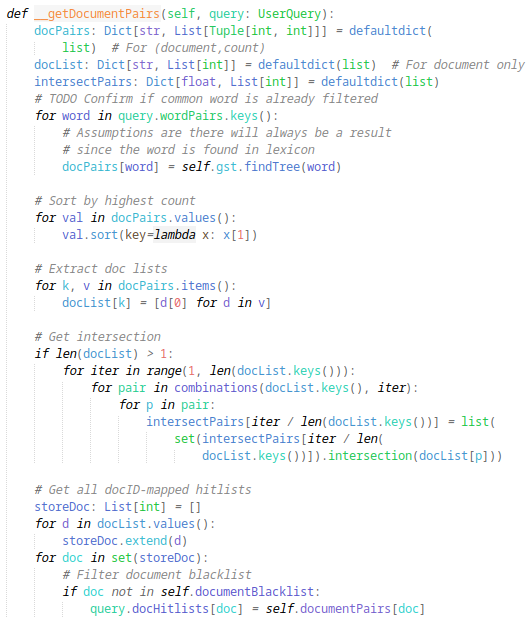 def __getDocumentPairs(self, query: UserQuery):
    docPairs: Dict[str, List[Tuple[int, int]]] = defaultdict(
        list)  # For (document,count)
    docList: Dict[str, List[int]] = defaultdict(list)  # For document only
    intersectPairs: Dict[float, List[int]] = defaultdict(list)
    # TODO Confirm if common word is already filtered
    for word in query.wordPairs.keys():
        # Assumptions are there will always be a result
        # since the word is found in lexicon
        docPairs[word] = self.gst.findTree(word)

    # Sort by highest count
    for val in docPairs.values():
        val.sort(key=lambda x: x[1])

    # Extract doc lists
    for k, v in docPairs.items():
        docList[k] = [d[0] for d in v]

    # Get intersection
    if len(docList) > 1:
        for iter in range(1, len(docList.keys())):
            for pair in combinations(docList.keys(), iter):
                for p in pair:
                    intersectPairs[iter / len(docList.keys())] = list(
                        set(intersectPairs[iter / len(
                            docList.keys())]).intersection(docList[p]))

    # Get all docID-mapped hitlists
    storeDoc: List[int] = []
    for d in docList.values():
        storeDoc.extend(d)
    for doc in set(storeDoc):
        # Filter document blacklist
        if doc not in self.documentBlacklist:
            query.docHitlists[doc] = self.documentPairs[doc]